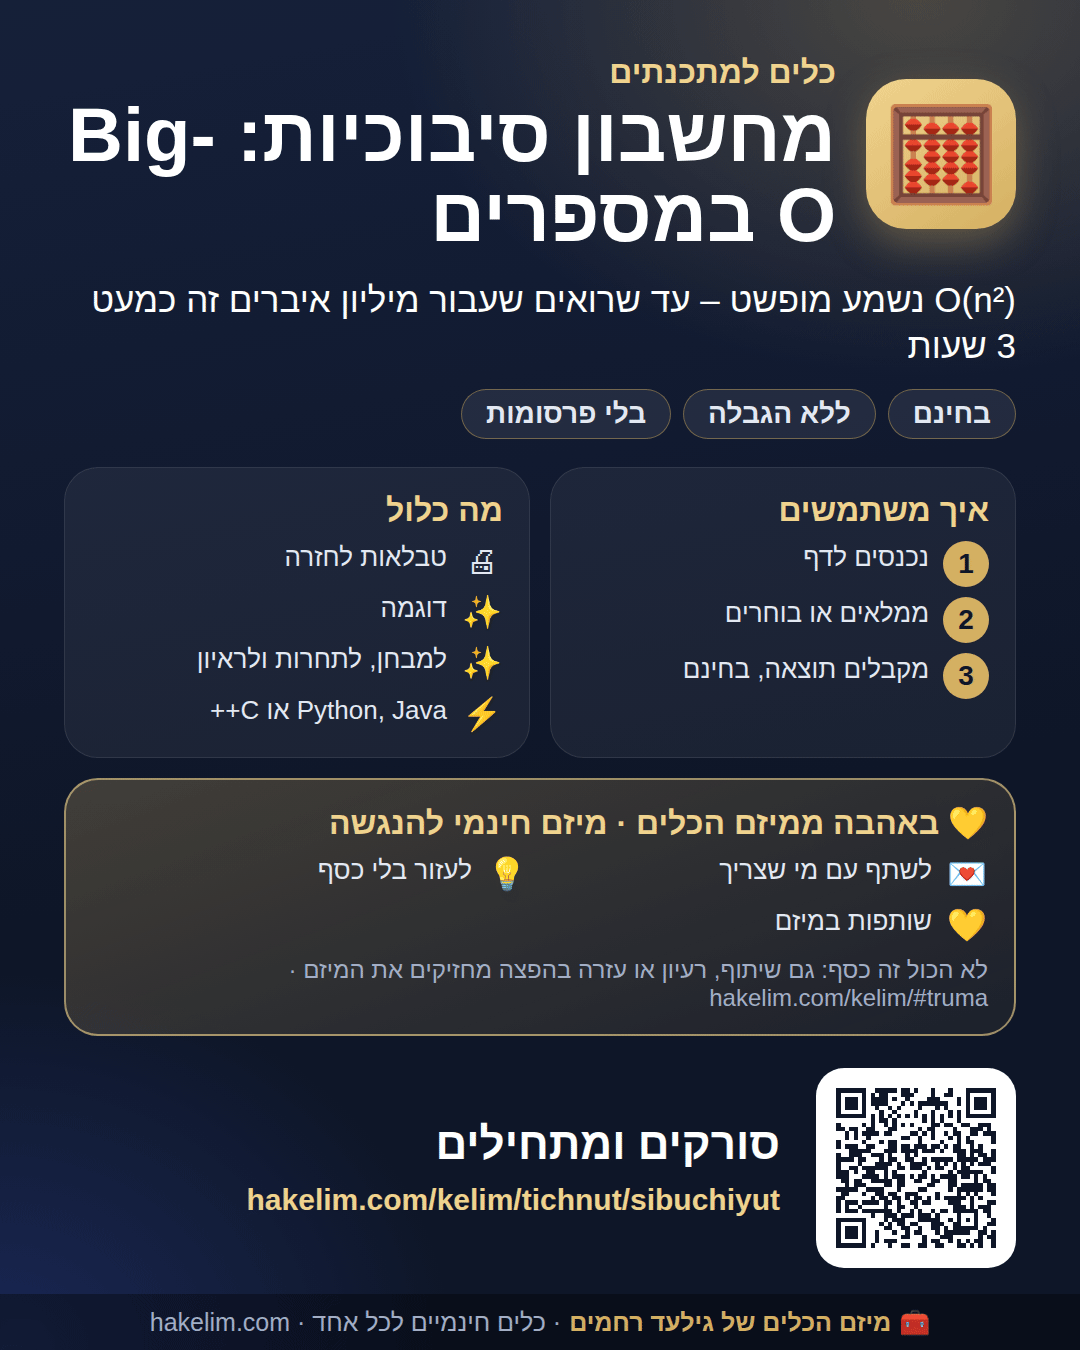 כלים למתכנתים
מחשבון סיבוכיות: Big-
O במספרים
O(n²) נשמע מופשט – עד שרואים שעבור מיליון איברים זה כמעט
3 שעות
בחינם
ללא הגבלה
בלי פרסומות
איך משתמשים
1 נכנסים לדף
2 ממלאים או בוחרים
3 מקבלים תוצאה, בחינם
מה כלול
טבלאות לחזרה
דוגמה
למבחן, לתחרות ולראיון
Python, Java או C++
באהבה ממיזם הכלים · מיזם חינמי להנגשה
לשתף עם מי שצריך
לעזור בלי כסף
שותפות במיזם
לא הכול זה כסף: גם שיתוף, רעיון או עזרה בהפצה מחזיקים את המיזם ·
hakelim.com/kelim/#truma
סורקים ומתחילים
hakelim.com/kelim/tichnut/sibuchiyut
מיזם הכלים של גילעד רחמים · כלים חינמיים לכל אחד · hakelim.com